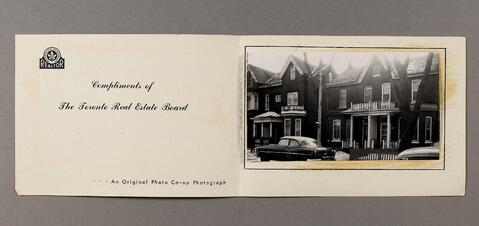 REALTOR
Compliments of
The Toronto Real Estate Board
· · · An Original Photo Co-op Photograph